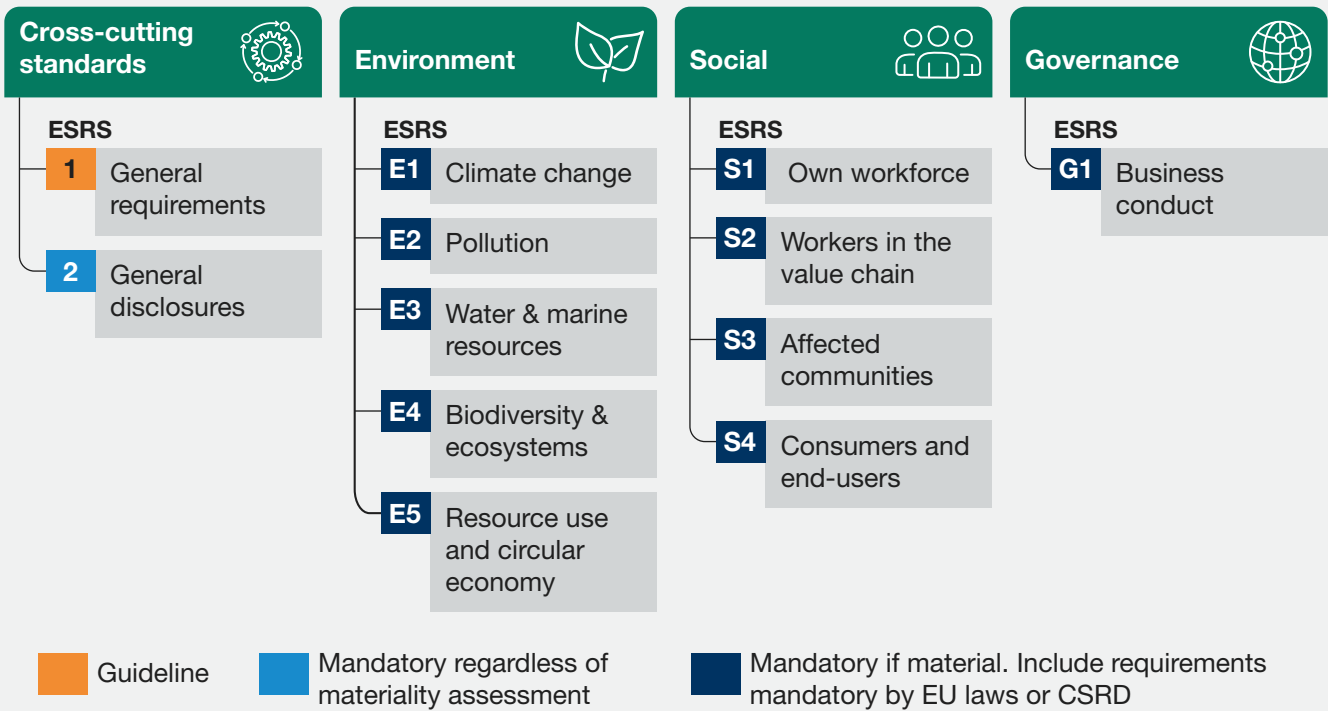 Cross-cutting
standards
ESRS
1
General
requirements
2
General
disclosures
Environment
ESRS
E1
Climate change
E2
Pollution
E3
Water & marine
resources
E4
Biodiversity &
ecosystems
E5
Resource use
and circular
economy
Social
ESRS
S1
Own workforce
S2
Workers in the
value chain
S3
Affected
communities
S4
Consumers and
end-users
Governance
ESRS
G1
Business
conduct
Guideline
Mandatory regardless of
materiality assessment
Mandatory if material. Include requirements
mandatory by EU laws or CSRD